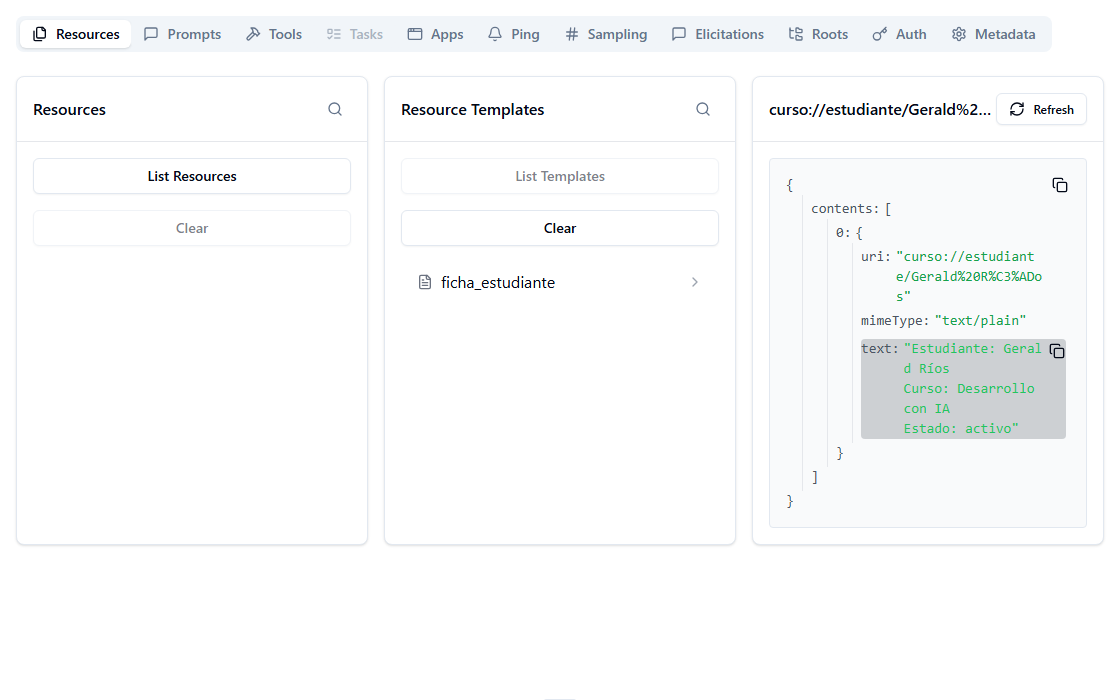 Resources Prompts Tools Tasks Apps Ping Sampling Elicitations Roots Auth Metadata
Resources
List Resources
Clear
Resource Templates
List Templates
Clear
ficha_estudiante
curso://estudiante/Gerald%2... Refresh
{
contents: [
0: {
uri: "curso://estudiant
e/Gerald%20R%C3%ADo
s"
mimeType: "text/plain"
text: "Estudiante: Geral
d Ríos
Curso: Desarrollo
con IA
Estado: activo"
}
]
}